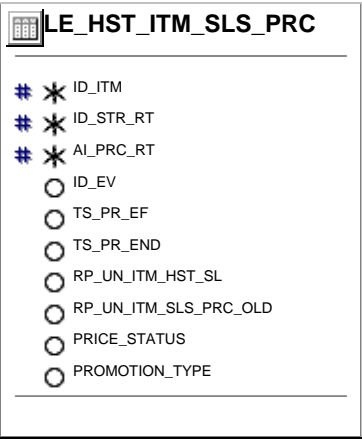 LE_HST_ITM_SLS_PRC
# * ID_ITM
# * ID_STR_RT
# * AI_PRC_RT
ID_EV
TS_PR_EF
TS_PR_END
RP_UN_ITM_HST_SL
RP_UN_ITM_SLS_PRC_OLD
PRICE_STATUS
PROMOTION_TYPE